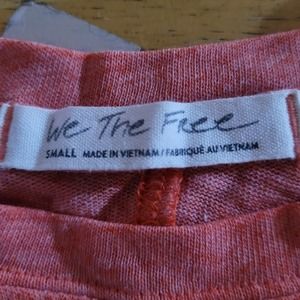 We The Free
SMALL MADE IN VIETNAM / FABRIQUÉ AU VIETNAM